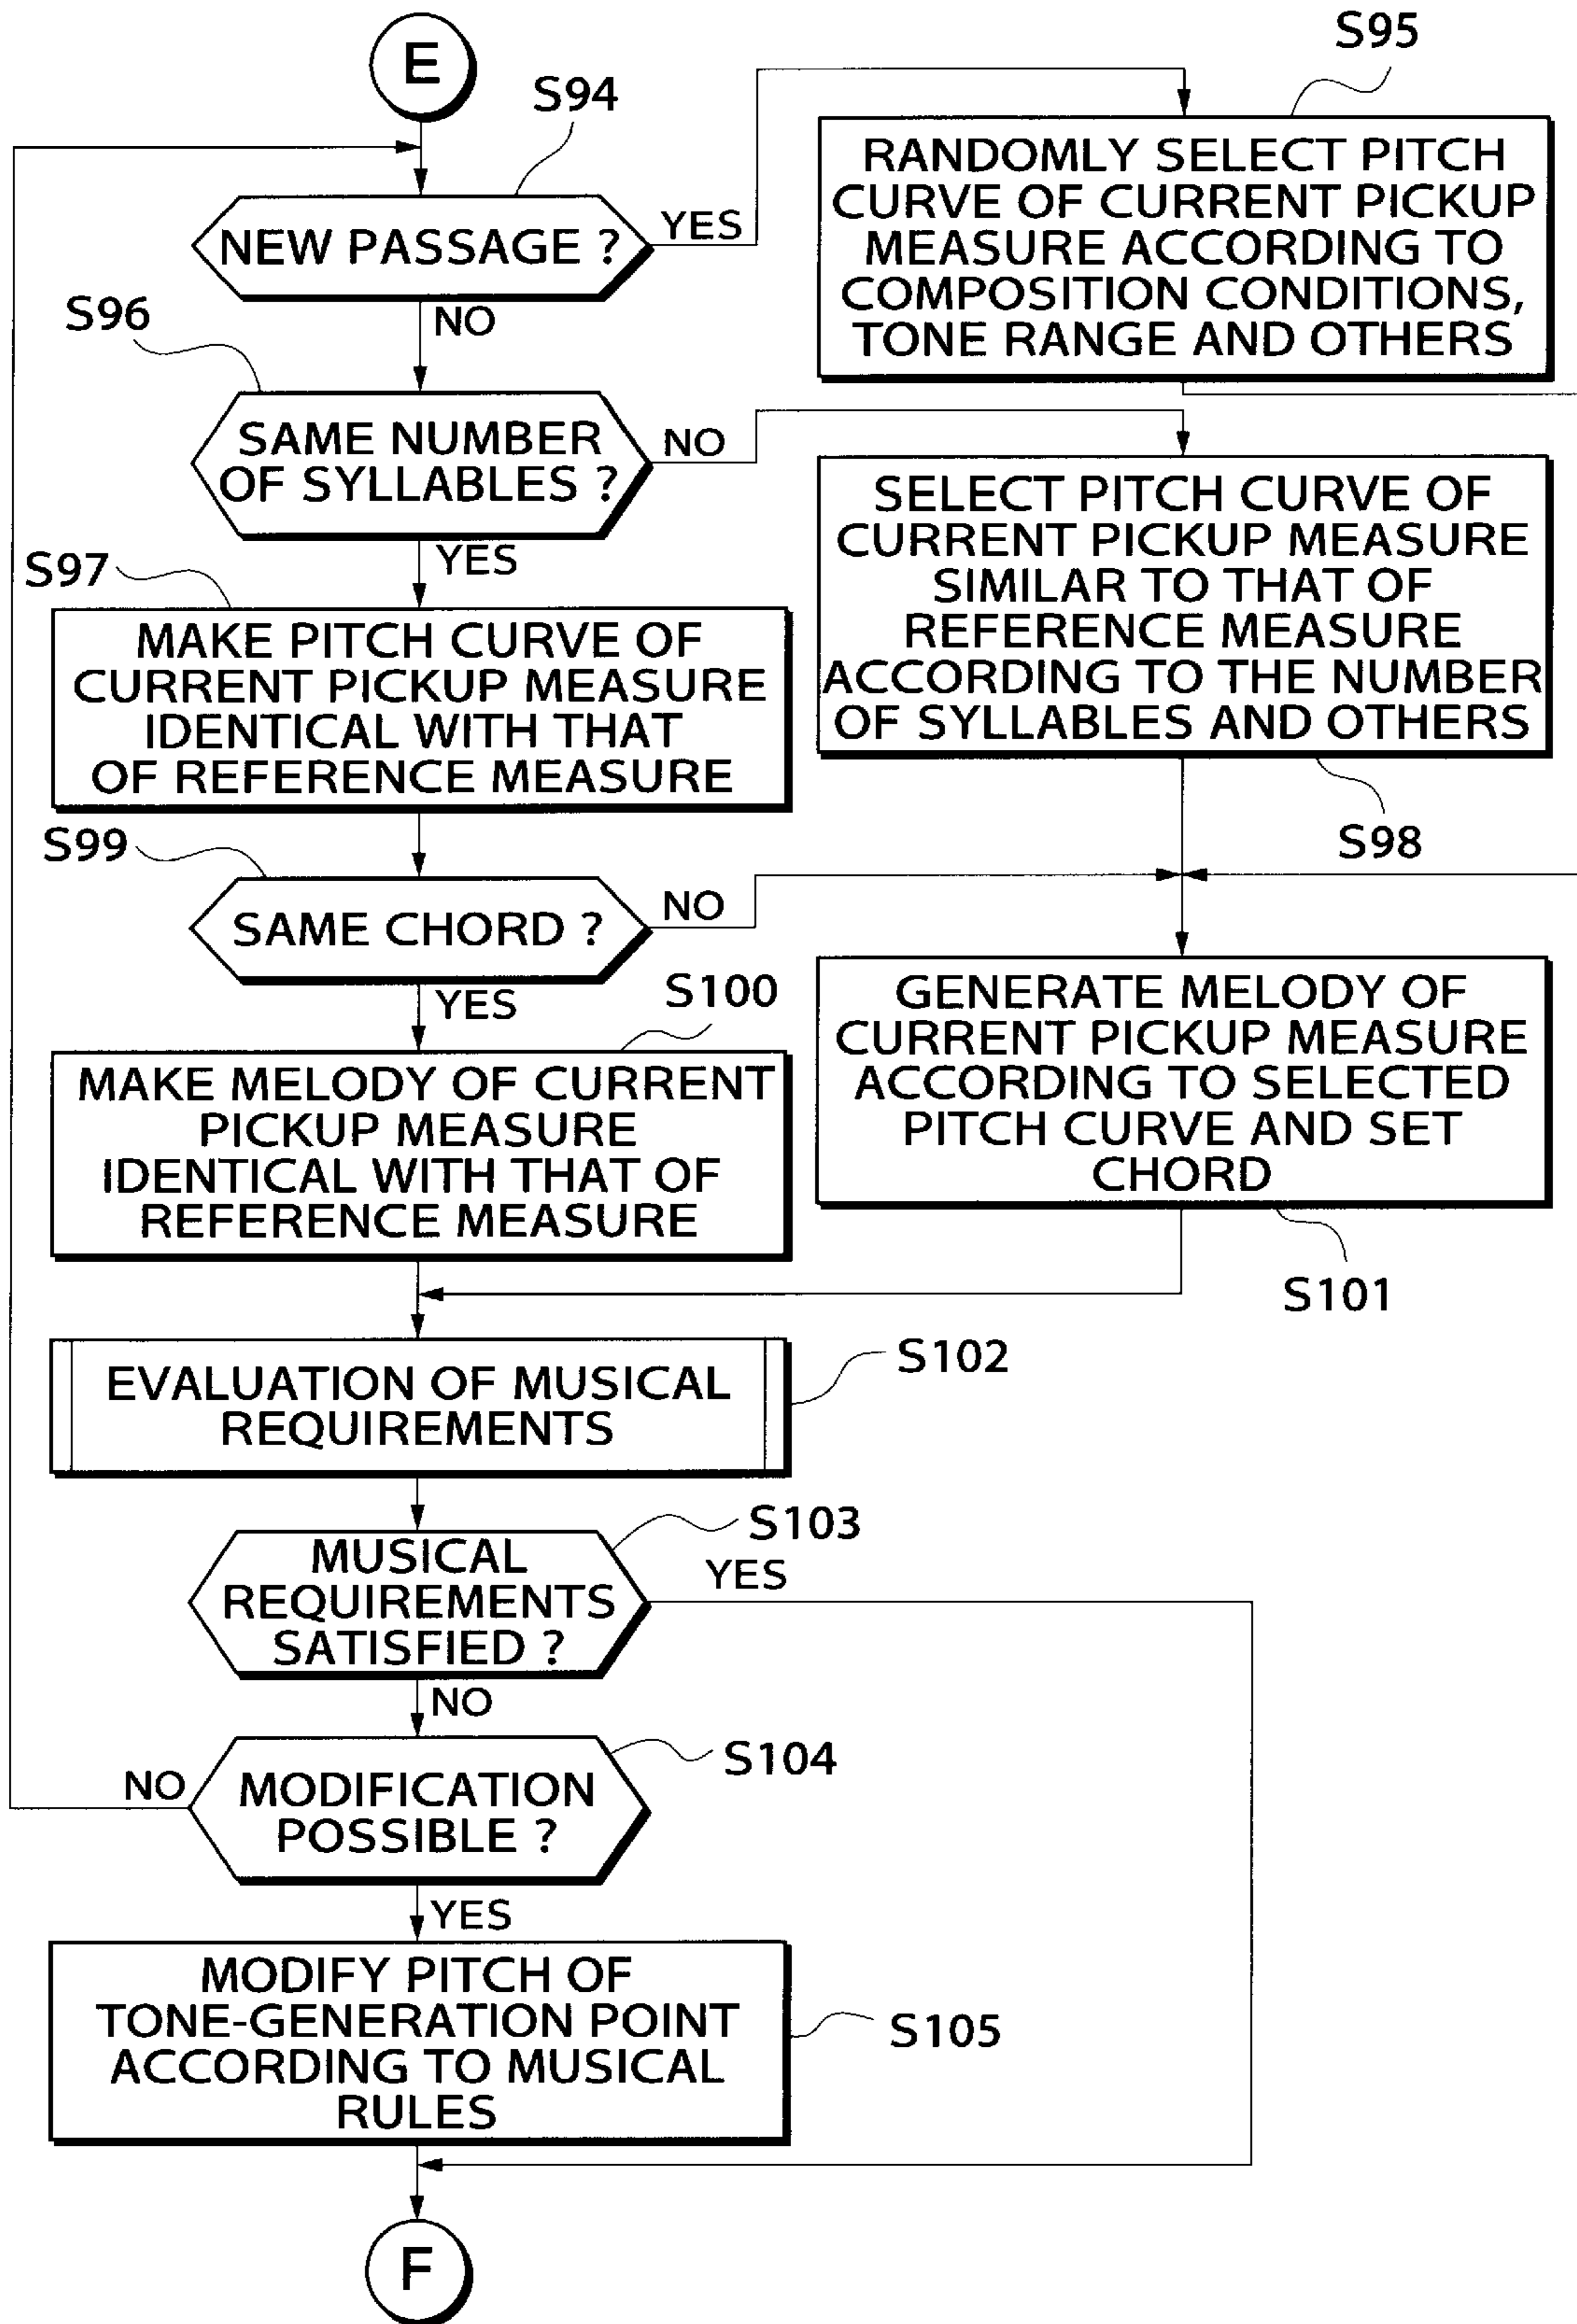 E
S94
S95
NEW PASSAGE ?
YES
RANDOMLY SELECT PITCH
CURVE OF CURRENT PICKUP
MEASURE ACCORDING TO
COMPOSITION CONDITIONS,
TONE RANGE AND OTHERS
NO
S96
SAME NUMBER
OF SYLLABLES ?
NO
SELECT PITCH CURVE OF
CURRENT PICKUP MEASURE
SIMILAR TO THAT OF
REFERENCE MEASURE
ACCORDING TO THE NUMBER
OF SYLLABLES AND OTHERS
S98
YES
S97
MAKE PITCH CURVE OF
CURRENT PICKUP MEASURE
IDENTICAL WITH THAT
OF REFERENCE MEASURE
S99
SAME CHORD ?
NO
YES
S100
MAKE MELODY OF CURRENT
PICKUP MEASURE
IDENTICAL WITH THAT OF
REFERENCE MEASURE
GENERATE MELODY OF
CURRENT PICKUP MEASURE
ACCORDING TO SELECTED
PITCH CURVE AND SET
CHORD
S101
EVALUATION OF MUSICAL
REQUIREMENTS
S102
S103
MUSICAL
REQUIREMENTS
SATISFIED ?
YES
NO
S104
NO
MODIFICATION
POSSIBLE ?
YES
MODIFY PITCH OF
TONE-GENERATION POINT
ACCORDING TO MUSICAL
RULES
S105
F